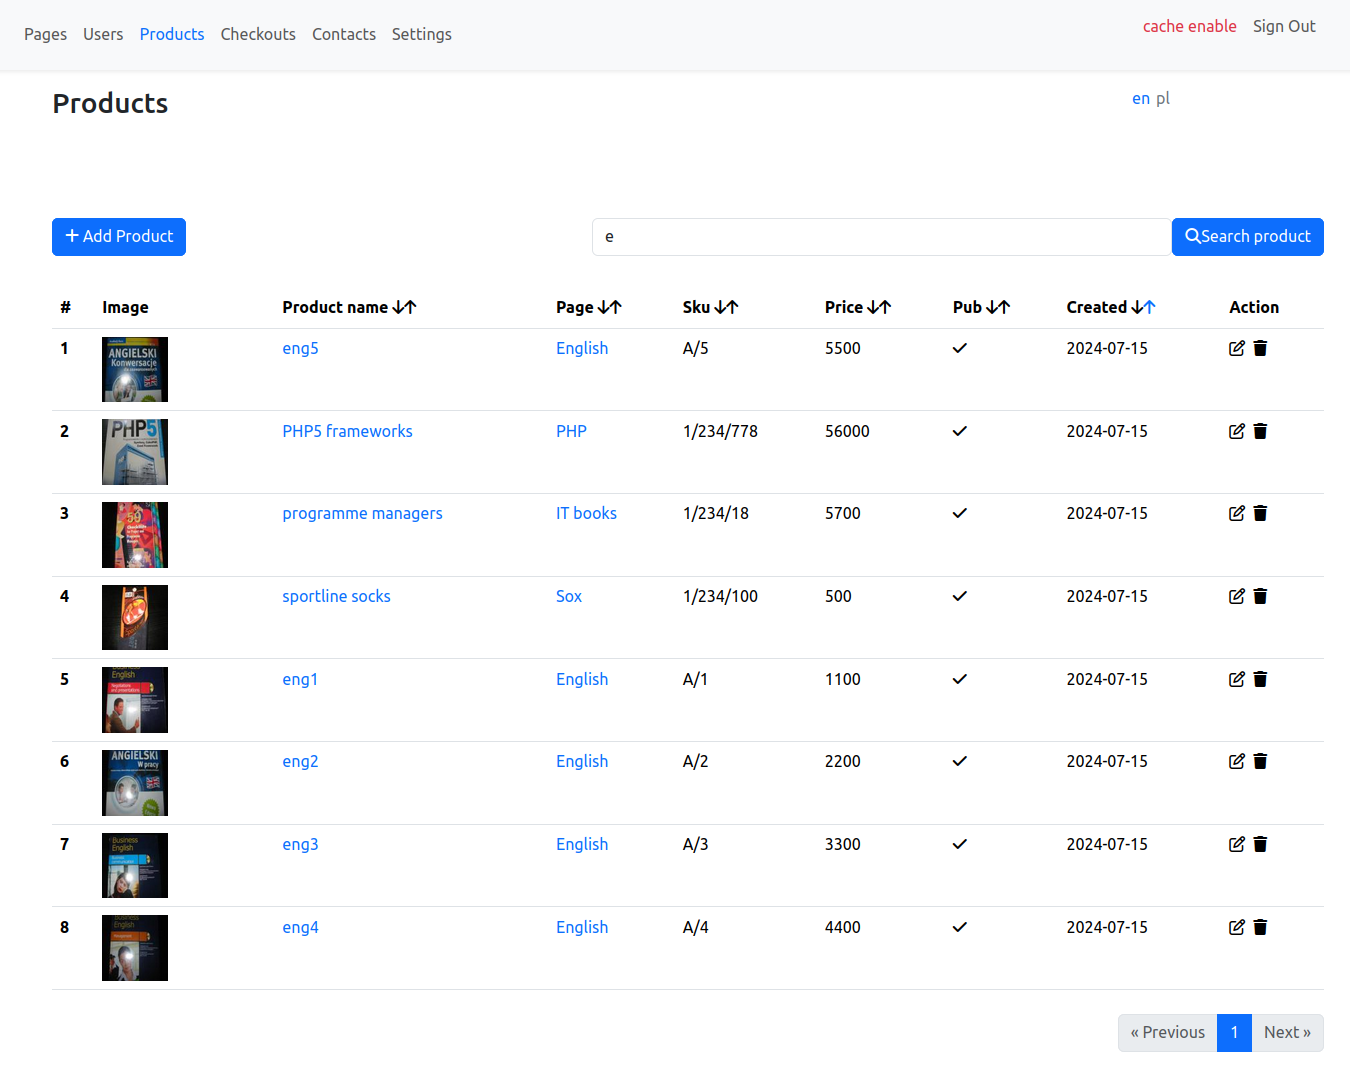 Pages Users Products Checkouts Contacts Settings cache enable Sign Out
Products en pl
Add Product e Search product
# Image Product name Page Sku Price Pub Created Action
1 eng5 English A/5 5500 2024-07-15
ANGIELSKI
Konwersacje
2 PHP5 frameworks PHP 1/234/778 56000 2024-07-15
PHP5
3 programme managers IT books 1/234/18 5700 2024-07-15
50
4 sportline socks Sox 1/234/100 500 2024-07-15
5 eng1 English A/1 1100 2024-07-15
English
6 eng2 English A/2 2200 2024-07-15
ANGIELSKI
W pracy
7 eng3 English A/3 3300 2024-07-15
Business
English
8 eng4 English A/4 4400 2024-07-15
English
« Previous 1 Next »